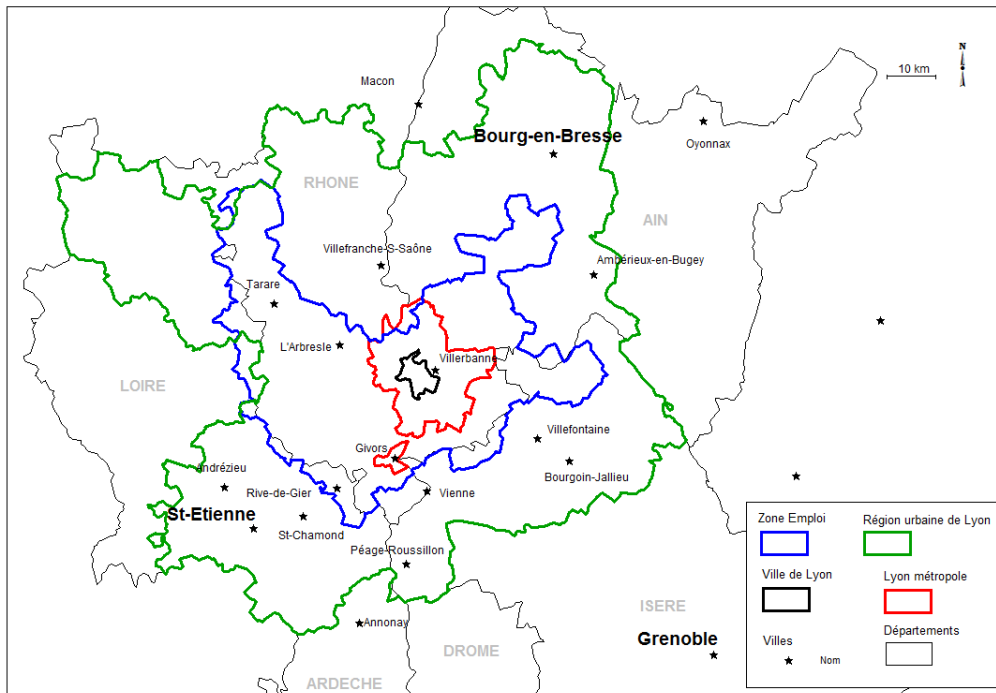 N
10 km
Macon
Bourg-en-Bresse
Oyonnax
RHONE
AIN
Villefranche-S-Saône
Ambérieux-en-Bugey
Tarare
L'Arbresle
Villerbanne
LOIRE
Villefontaine
Givors
Andrézieu
Bourgoin-Jallieu
Rive-de-Gier
Vienne
St-Etienne
St-Chamond
Péage-Roussillon
ISERE
Annonay
Grenoble
DROME
ARDECHE
Zone Emploi
Région urbaine de Lyon
Ville de Lyon
Lyon métropole
Villes
Départements
Nom